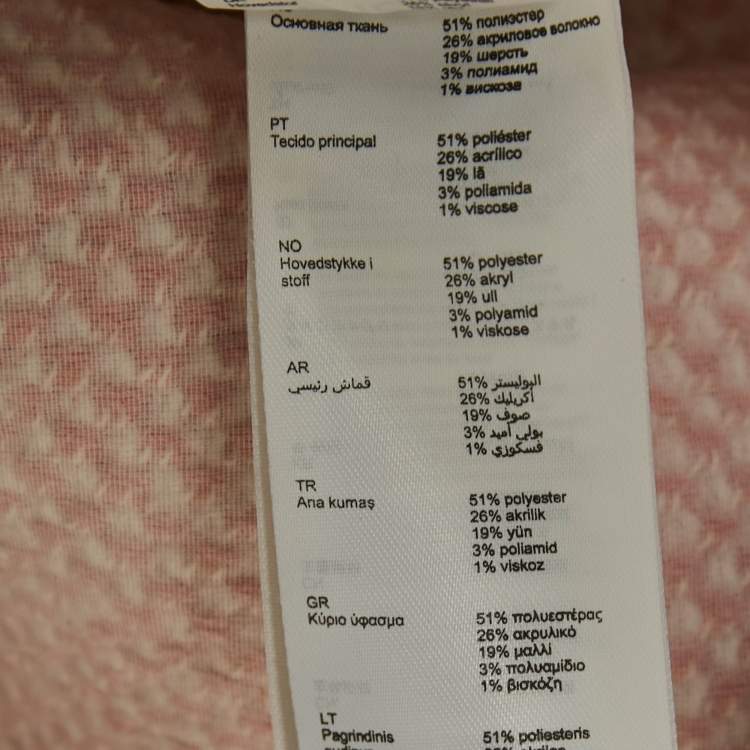 Основная ткань
51% полиэстер
26% акриловое волокно
19% шерсть
3% полиамид
1% вискоза
PT
Tecido principal
51% poliéster
26% acrílico
19% lã
3% poliamida
1% viscose
NO
Hovedstykke i
stoff
51% polyester
26% akryl
19% ull
3% polyamid
1% viskose
AR
قماش رئيسي
51% البوليستر
26% أكريليك
19% صوف
3% بولي أميد
1% فسكوزي
TR
Ana kumaş
51% polyester
26% akrilik
19% yün
3% poliamid
1% viskoz
GR
Κύριο ύφασμα
51% πολυεστέρας
26% ακρυλικό
19% μαλλί
3% πολυαμίδιο
1% βισκόζη
LT
Pagrindinis
51% poliesteris